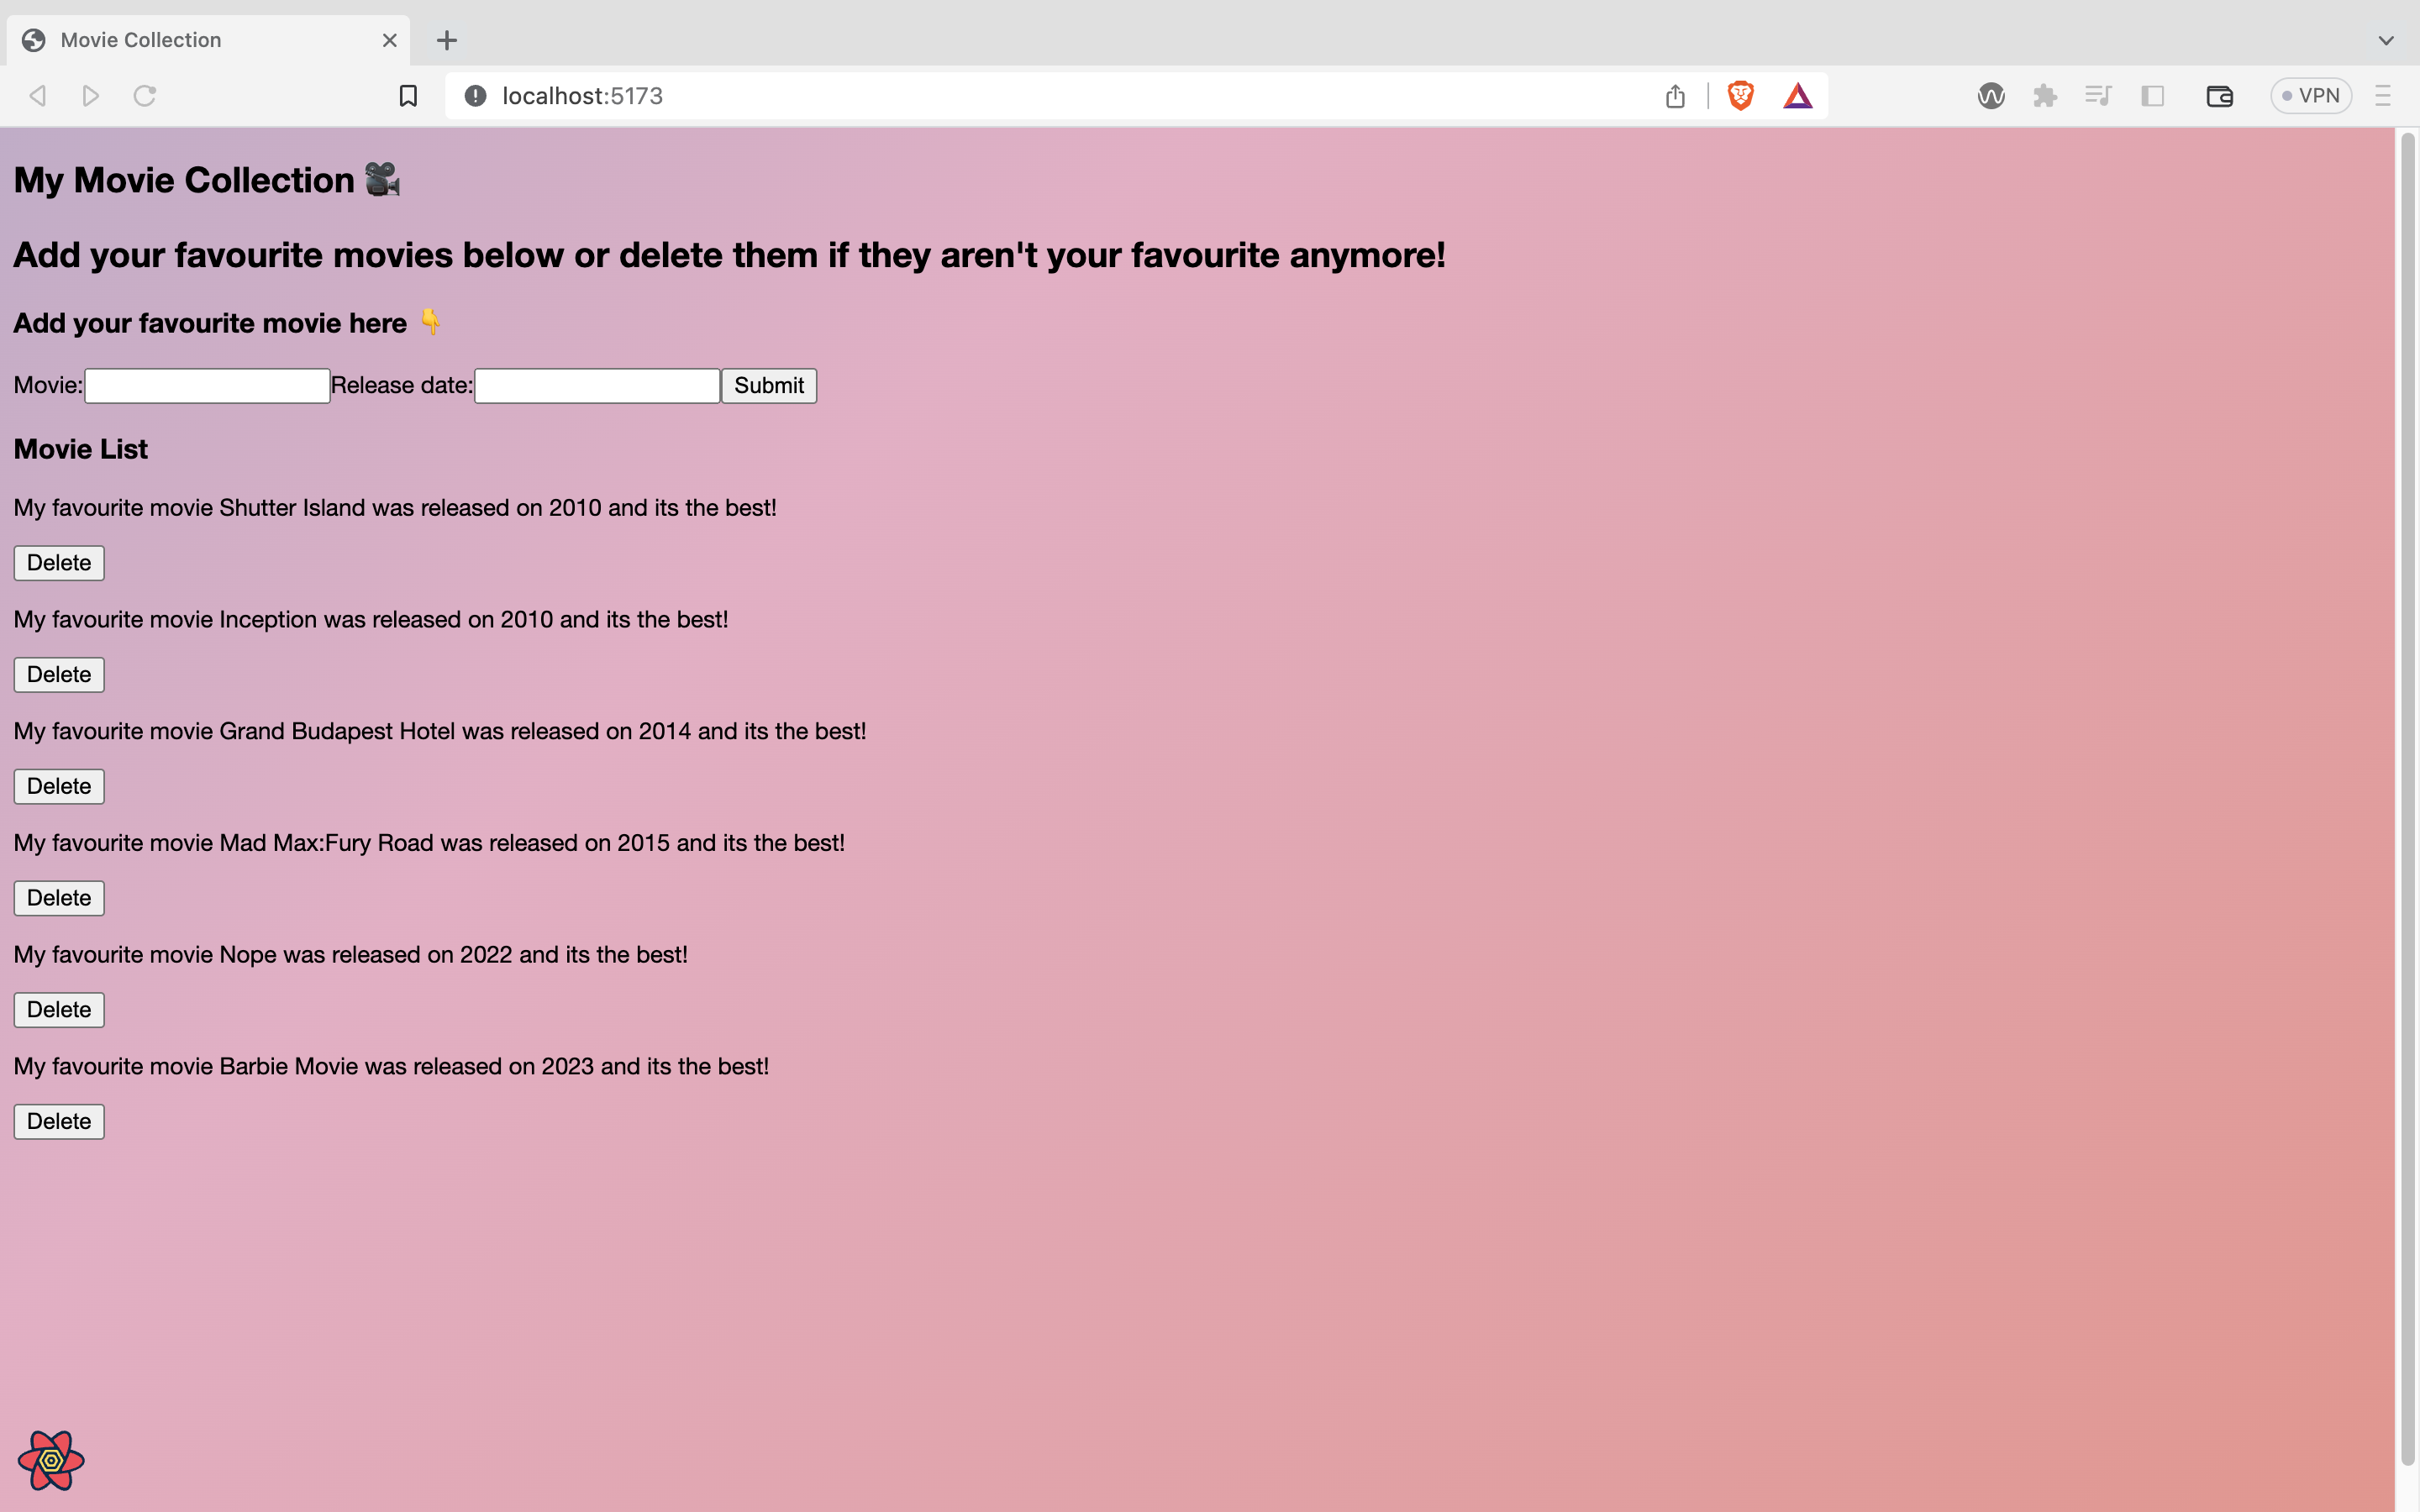 Movie Collection
localhost:5173
VPN
My Movie Collection 🎥
Add your favourite movies below or delete them if they aren't your favourite anymore!
Add your favourite movie here 👇
Movie: Release date: Submit
Movie List
My favourite movie Shutter Island was released on 2010 and its the best!
Delete
My favourite movie Inception was released on 2010 and its the best!
Delete
My favourite movie Grand Budapest Hotel was released on 2014 and its the best!
Delete
My favourite movie Mad Max:Fury Road was released on 2015 and its the best!
Delete
My favourite movie Nope was released on 2022 and its the best!
Delete
My favourite movie Barbie Movie was released on 2023 and its the best!
Delete